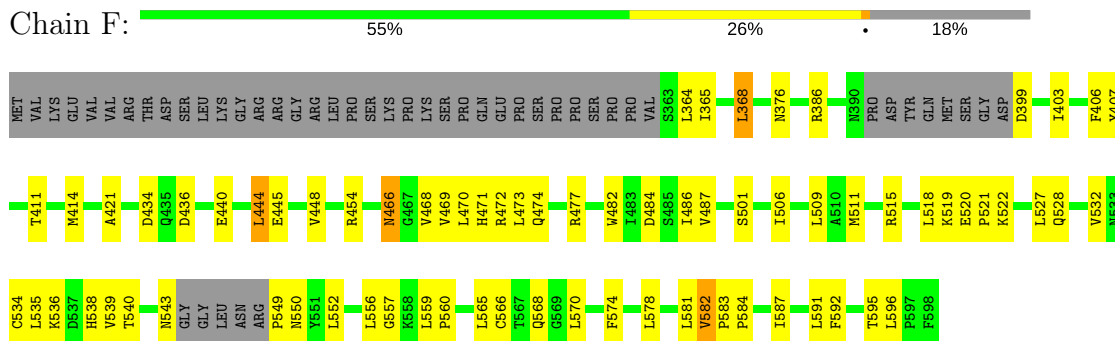 Chain F:
55% 26% • 18%
MET VAL LYS GLU VAL VAL ARG THR ASP SER LEU LYS GLY ARG ARG GLY ARG LEU PRO SER LYS PRO LYS SER PRO GLN GLU PRO SER PRO PRO SER PRO PRO VAL S363 L364 I365 L368 N376 R386 N390 PRO ASP TYR GLN MET SER GLY ASP D399 I403 F406 Y407
T411 M414 A421 D434 Q435 D436 E440 L444 E445 V448 R454 N466 G467 V468 V469 L470 H471 R472 L473 Q474 R477 W482 I483 D484 S485 I486 V487 S501 I506 L509 A510 M511 R515 L518 K519 E520 P521 K522 L527 Q528 V532 N533
C534 L535 K536 D537 H538 V539 T540 N543 GLY GLY LEU ASN ARG P549 N550 Y551 L552 L556 G557 K558 L559 P560 L565 C566 T567 Q568 G569 L570 F574 L578 L581 V582 P583 P584 I587 L591 F592 T595 L596 P597 F598